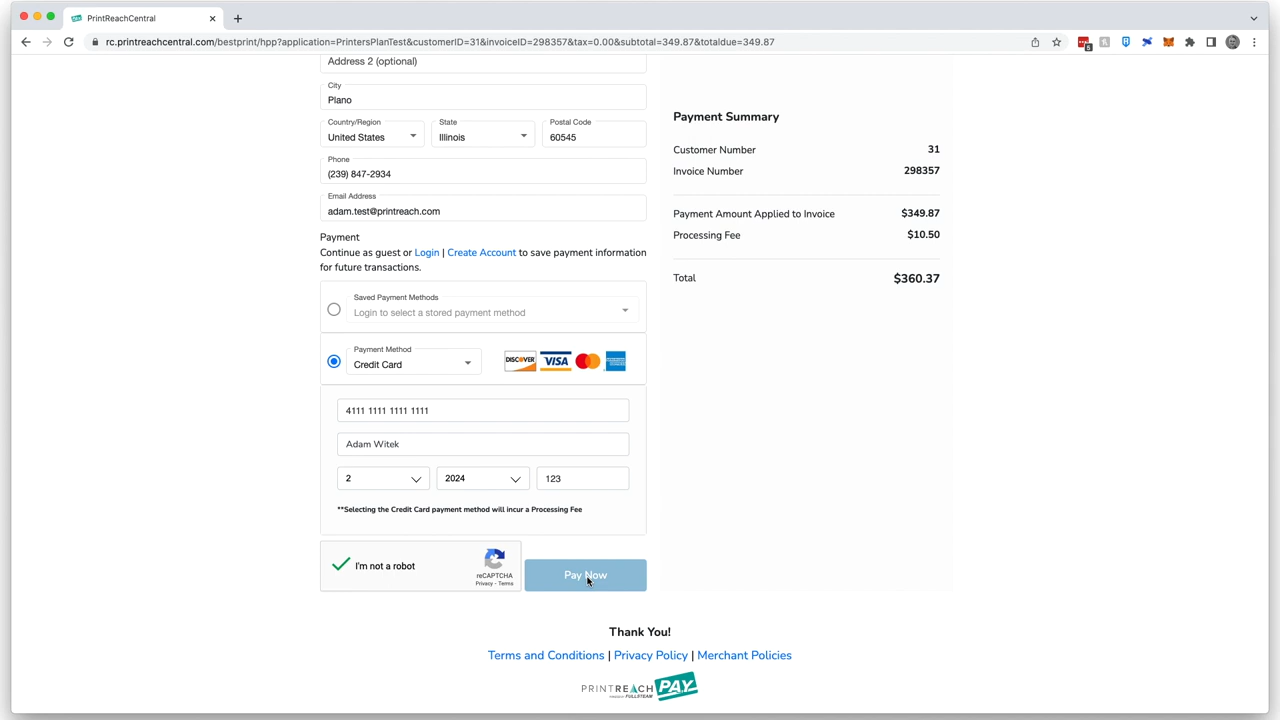 PrintReachCentral
rc.printreachcentral.com/bestprint/hpp?application=PrintersPlanTest&customerID=31&invoiceID=298357&tax=0.00&subtotal=349.87&totaldue=349.87
5
Address 2 (optional)
City
Plano
Country/Region
United States
State
Illinois
Postal Code
60545
Phone
(239) 847-2934
Email Address
adam.test@printreach.com
Payment
Continue as guest or Login | Create Account to save payment information
for future transactions.
Saved Payment Methods
Login to select a stored payment method
Payment Method
Credit Card
DISCOVER
VISA
4111 1111 1111 1111
Adam Witek
2
2024
123
**Selecting the Credit Card payment method will incur a Processing Fee
I'm not a robot
reCAPTCHA
Privacy - Terms
Pay Now
Payment Summary
Customer Number 31
Invoice Number 298357
Payment Amount Applied to Invoice $349.87
Processing Fee $10.50
Total $360.37
Thank You!
Terms and Conditions | Privacy Policy | Merchant Policies
PRINTREACH PAY